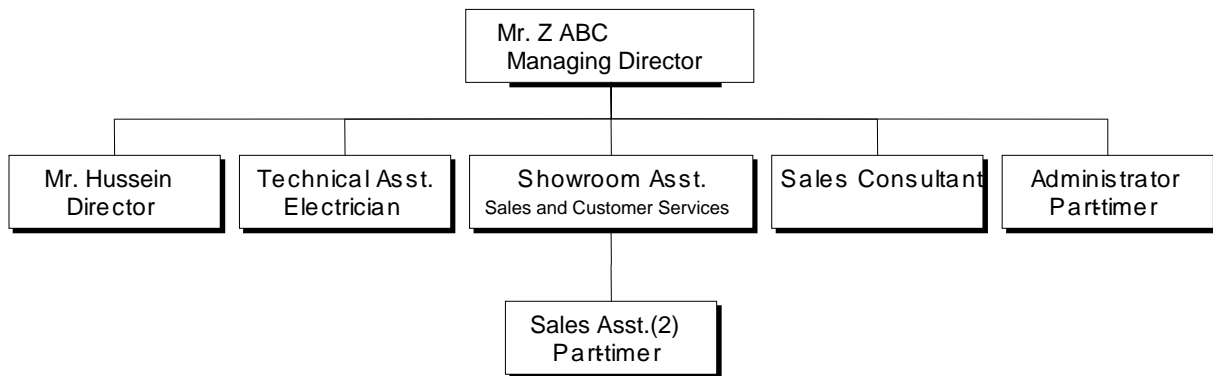 Mr. Z ABC
Managing Director
Mr. Hussein
Director
Technical Asst.
Electrician
Showroom Asst.
Sales and Customer Services
Sales Consultant
Administrator
Part-timer
Sales Asst.(2)
Part-timer